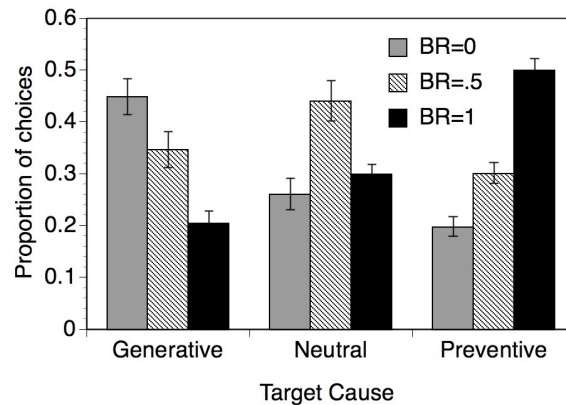 Proportion of choices
0.6
0.5
0.4
0.3
0.2
0.1
0
BR=0
BR=.5
BR=1
Generative
Neutral
Preventive
Target Cause